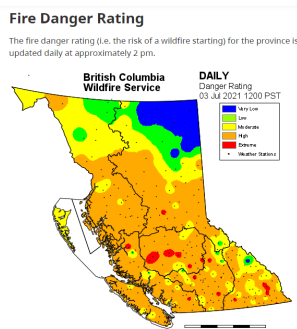 Fire Danger Rating
The fire danger rating (i.e. the risk of a wildfire starting) for the province is
updated daily at approximately 2 pm.
British Columbia
Wildfire Service
DAILY
Danger Rating
03 Jul 2021 1200 PST
Very Low
Low
Moderate
High
Extreme
Weather Stations